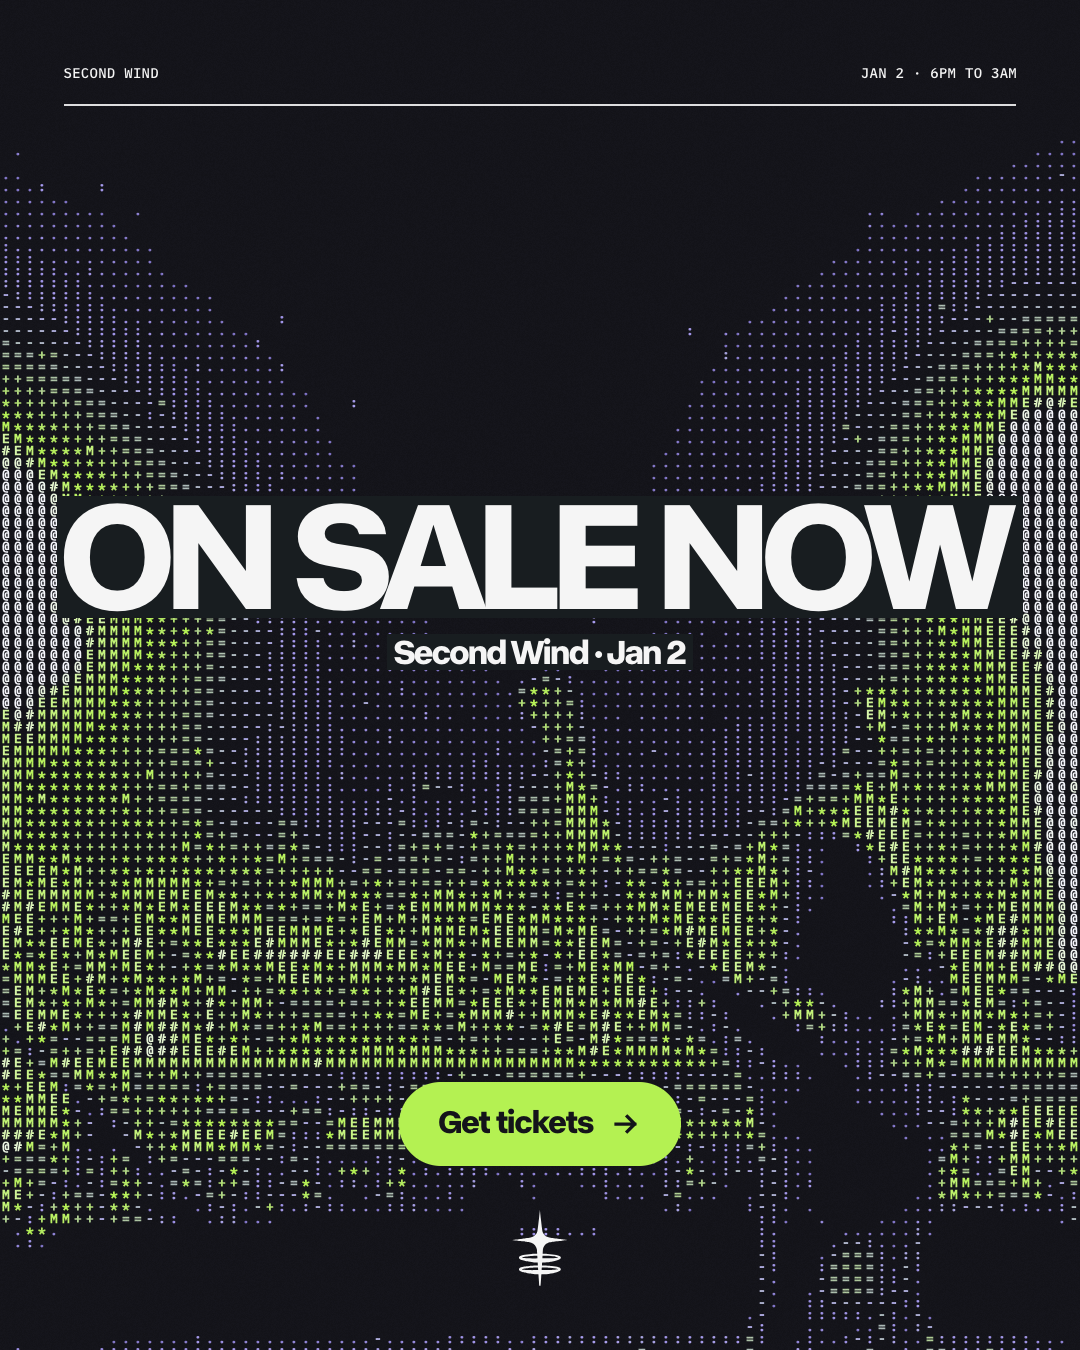 SECOND WIND
JAN 2 · 6PM TO 3AM
ON SALE NOW
Second Wind · Jan 2
Get tickets →